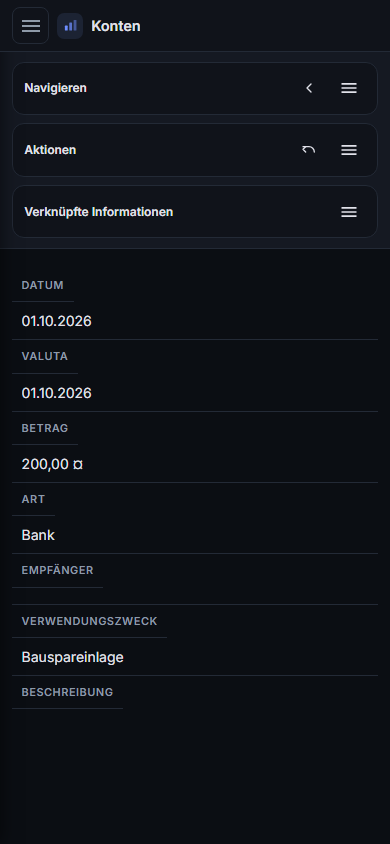 Konten
Navigieren
Aktionen
Verknüpfte Informationen
DATUM
01.10.2026
VALUTA
01.10.2026
BETRAG
200,00 ¤
ART
Bank
EMPFÄNGER
VERWENDUNGSZWECK
Bauspareinlage
BESCHREIBUNG